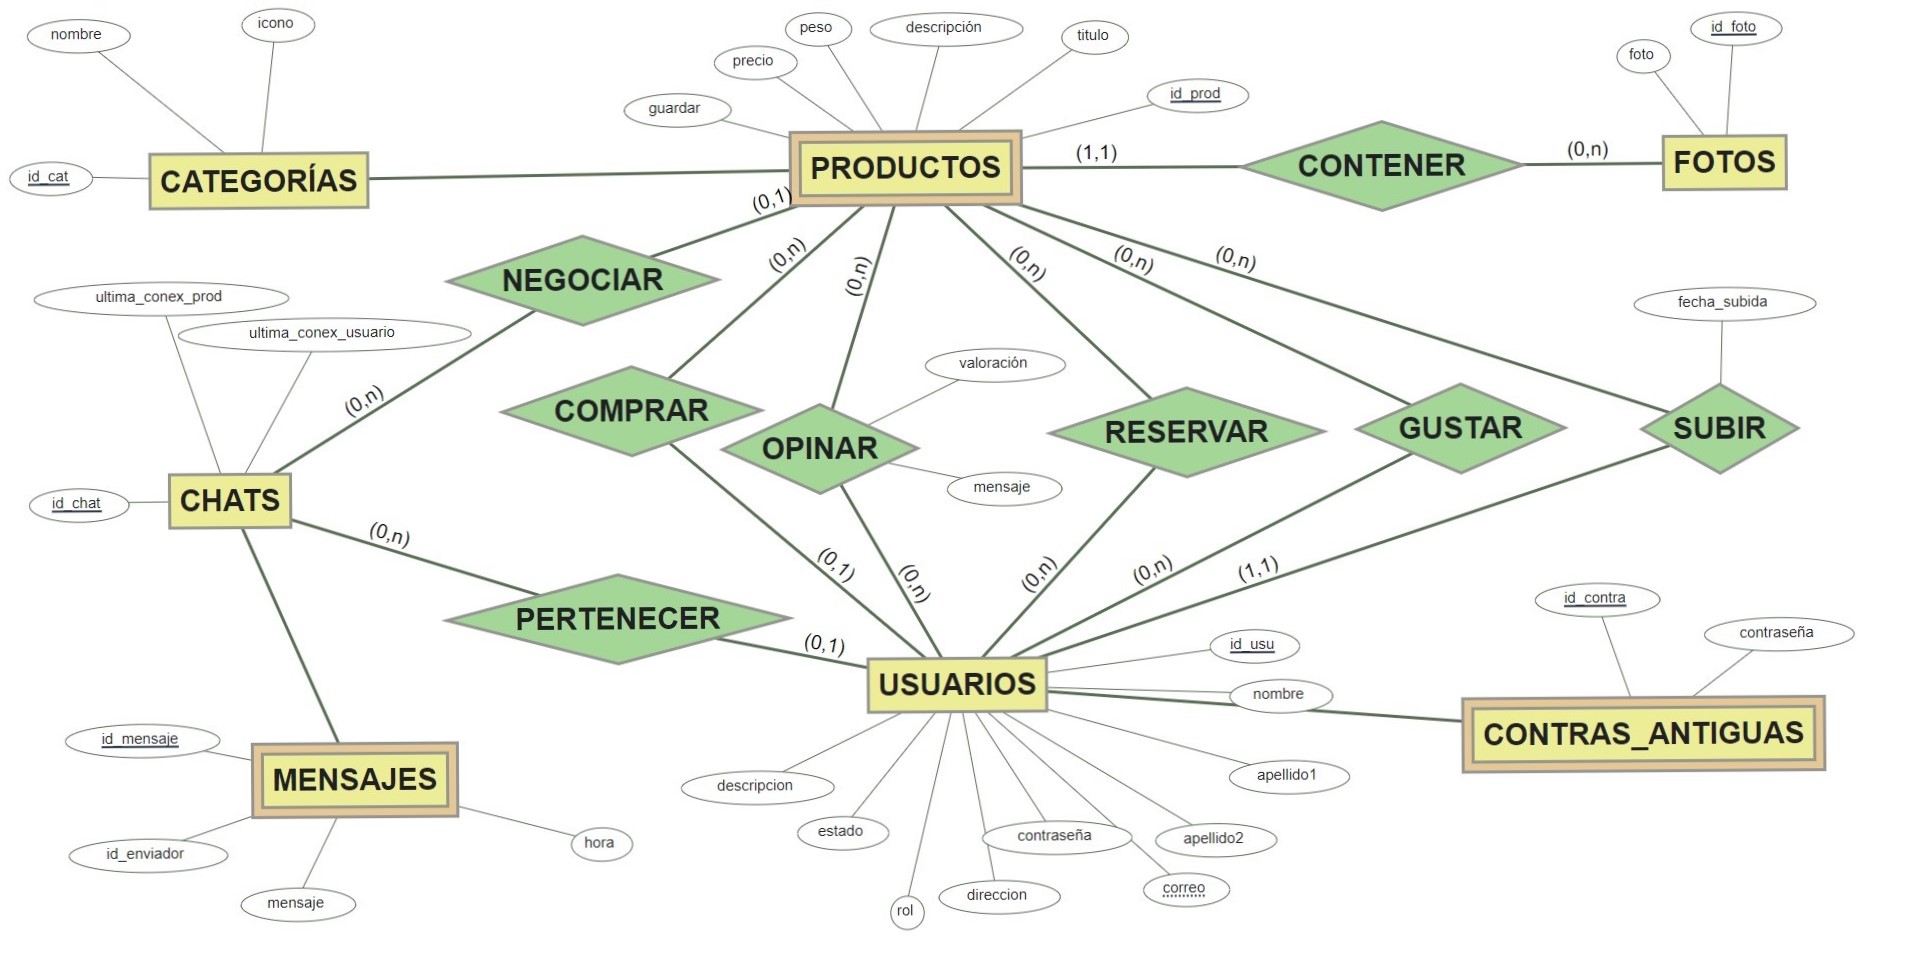 nombre
icono
id_cat
CATEGORÍAS
guardar
precio
peso
descripción
titulo
id_prod
PRODUCTOS
(1,1)
CONTENER
(0,n)
FOTOS
foto
id_foto
(0,1)
NEGOCIAR
(0,n)
(0,n)
(0,n)
(0,n)
(0,n)
(0,n)
ultima_conex_prod
ultima_conex_usuario
fecha_subida
valoración
COMPRAR
OPINAR
RESERVAR
GUSTAR
SUBIR
mensaje
id_chat
CHATS
(0,n)
PERTENECER
(0,1)
(0,1)
(0,n)
(0,n)
(0,n)
(1,1)
USUARIOS
id_usu
nombre
apellido1
apellido2
correo
contraseña
direccion
rol
estado
descripcion
id_contra
contraseña
CONTRAS_ANTIGUAS
id_mensaje
MENSAJES
id_enviador
mensaje
hora